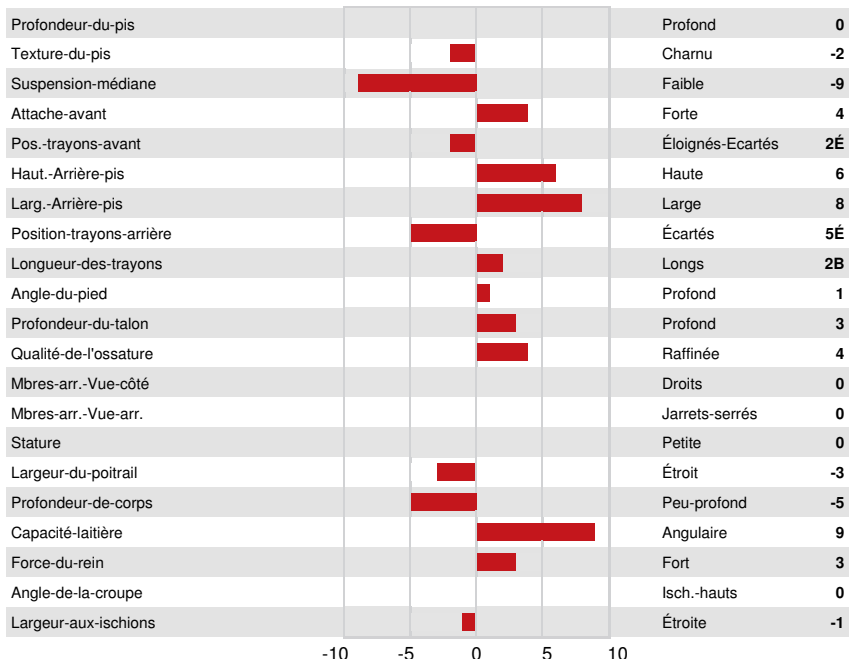 Profondeur-du-pis Profond 0
Texture-du-pis Charnu -2
Suspension-médiane Faible -9
Attache-avant Forte 4
Pos.-trayons-avant Éloignés-Ecartés 2É
Haut.-Arrière-pis Haute 6
Larg.-Arrière-pis Large 8
Position-trayons-arrière Écartés 5É
Longueur-des-trayons Longs 2B
Angle-du-pied Profond 1
Profondeur-du-talon Profond 3
Qualité-de-l'ossature Raffinée 4
Mbres-arr.-Vue-côté Droits 0
Mbres-arr.-Vue-arr. Jarrets-serrés 0
Stature Petite 0
Largeur-du-poitrail Étroit -3
Profondeur-de-corps Peu-profond -5
Capacité-laitière Angulaire 9
Force-du-rein Fort 3
Angle-de-la-croupe Isch.-hauts 0
Largeur-aux-ischions Étroite -1
-10 -5 0 5 10